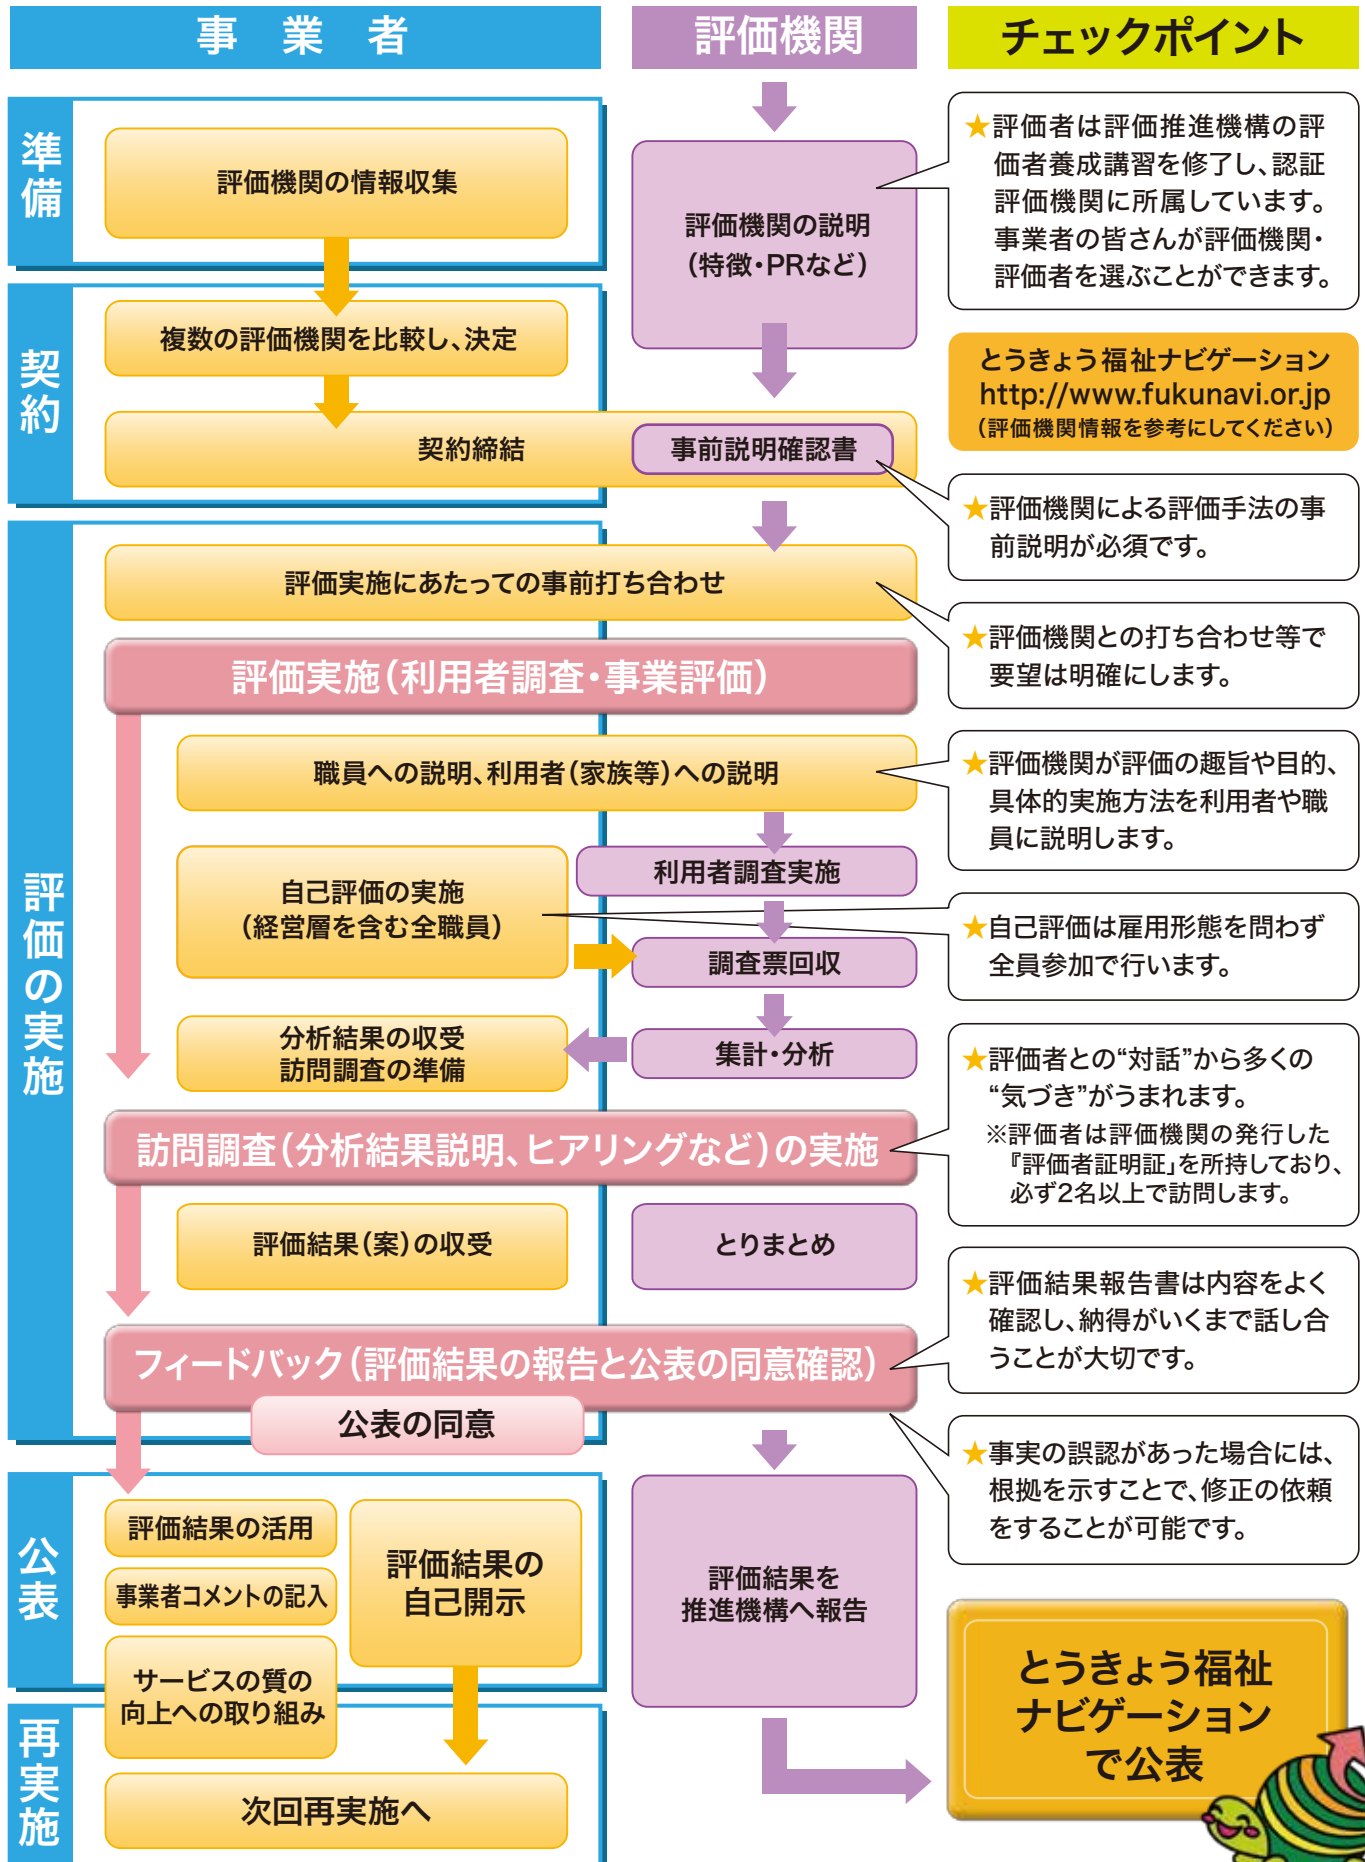 事業者
評価機関
チェックポイント
準備
評価機関の情報収集
評価機関の説明
(特徴・PRなど)
★評価者は評価推進機構の評
価者養成講習を修了し、認証
評価機関に所属しています。
事業者の皆さんが評価機関・
評価者を選ぶことができます。
契約
複数の評価機関を比較し、決定
とうきょう福祉ナビゲーション
http://www.fukunavi.or.jp
(評価機関情報を参考にしてください)
契約締結
事前説明確認書
★評価機関による評価手法の事
前説明が必須です。
評価の実施
評価実施にあたっての事前打ち合わせ
★評価機関との打ち合わせ等で
要望は明確にします。
評価実施(利用者調査・事業評価)
職員への説明、利用者(家族等)への説明
★評価機関が評価の趣旨や目的、
具体的実施方法を利用者や職
員に説明します。
自己評価の実施
(経営層を含む全職員)
利用者調査実施
調査票回収
★自己評価は雇用形態を問わず
全員参加で行います。
分析結果の収受
訪問調査の準備
集計・分析
★評価者との“対話”から多くの
“気づき”がうまれます。
※評価者は評価機関の発行した
『評価者証明証」を所持しており、
必ず2名以上で訪問します。
訪問調査(分析結果説明、ヒアリングなど)の実施
評価結果(案)の収受
とりまとめ
★評価結果報告書は内容をよく
確認し、納得がいくまで話し合
うことが大切です。
フィードバック(評価結果の報告と公表の同意確認)
公表の同意
★事実の誤認があった場合には、
根拠を示すことで、修正の依頼
をすることが可能です。
公表
評価結果の活用
事業者コメントの記入
サービスの質の
向上への取り組み
評価結果の
自己開示
評価結果を
推進機構へ報告
とうきょう福祉
ナビゲーション
で公表
再実施
次回再実施へ